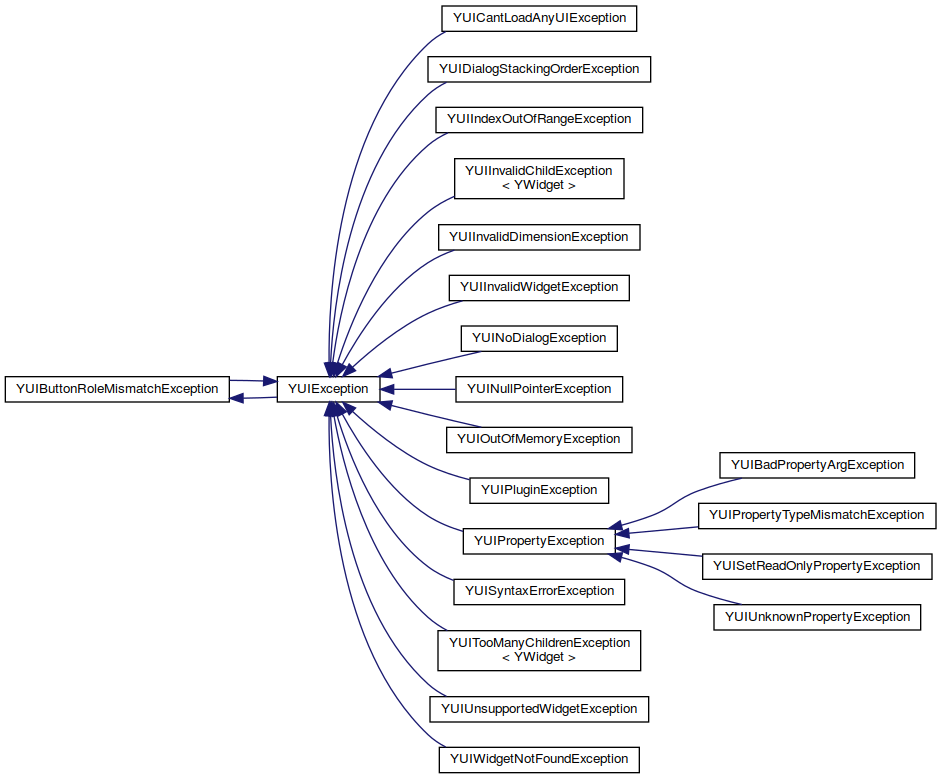 YUICantLoadAnyUIException
YUIDialogStackingOrderException
YUIIndexOutOfRangeException
YUIInvalidChildException
< YWidget >
YUIInvalidDimensionException
YUIInvalidWidgetException
YUINoDialogException
YUIButtonRoleMismatchException
YUIException
YUINullPointerException
YUIOutOfMemoryException
YUIBadPropertyArgException
YUIPluginException
YUIPropertyTypeMismatchException
YUIPropertyException
YUISetReadOnlyPropertyException
YUISyntaxErrorException
YUIUnknownPropertyException
YUITooManyChildrenException
< YWidget >
YUIUnsupportedWidgetException
YUIWidgetNotFoundException